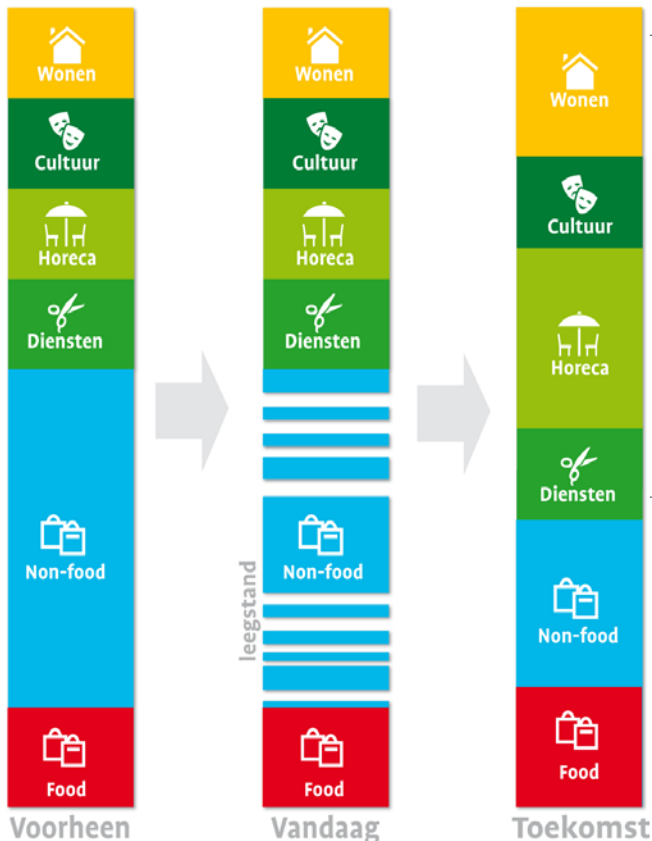 Wonen
Cultuur
Horeca
Diensten
Non-food
Food
Voorheen
Wonen
Cultuur
Horeca
Diensten
leegstand
Non-food
Food
Vandaag
Wonen
Cultuur
Horeca
Diensten
Non-food
Food
Toekomst